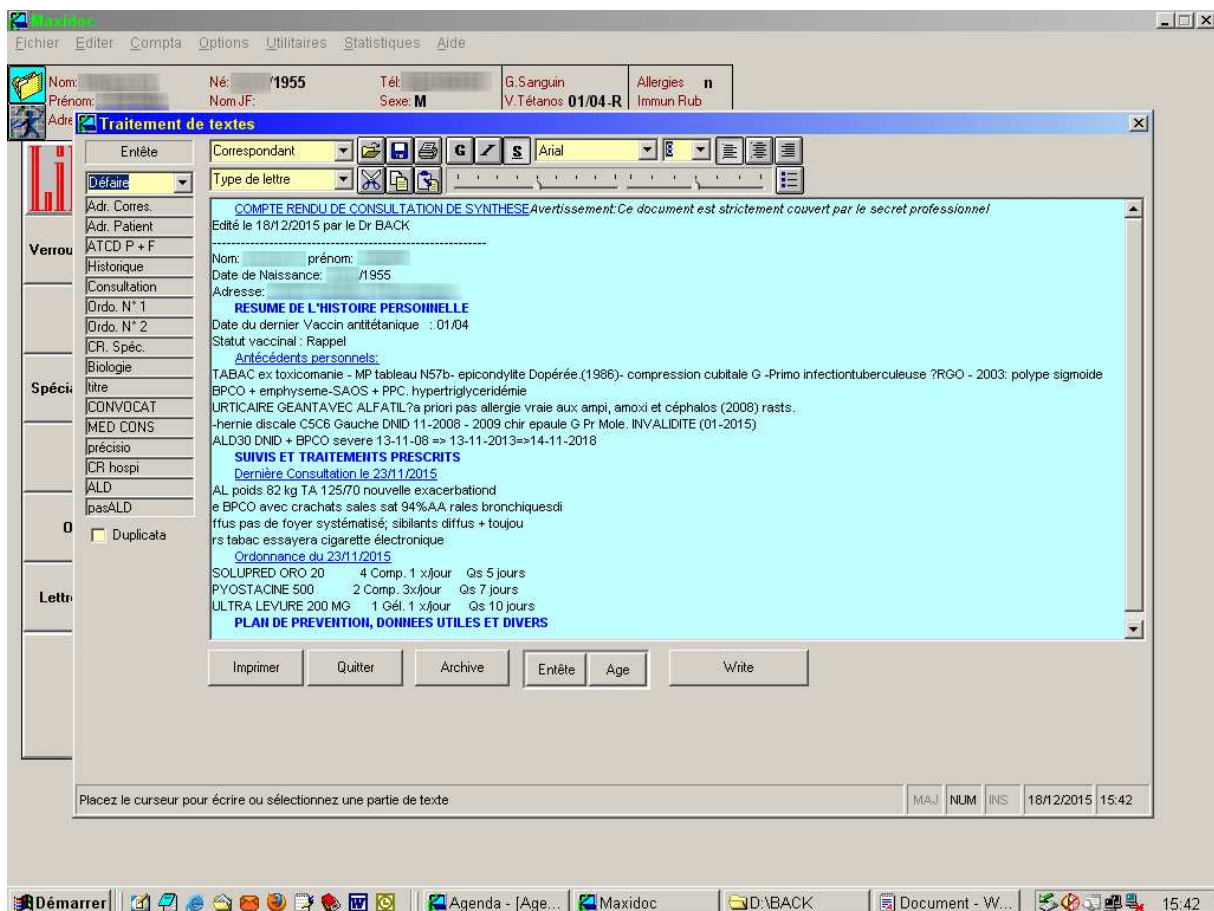 Maxidoc
Fichier Editer Compta Options Utilitaires Statistiques Aide
Nom: Né: /1955 Tél: G.Sanguin Allergies n
Prénom: Nom JF: Sexe: M V.Tétanos 01/04-R Immun Rub
Adre
Traitement de textes
Entête Correspondant G I S Arial 8
Défaire Type de lettre
Adr. Corres.
Adr. Patient
ATCD P + F
Historique
Consultation
Ordo. N° 1
Ordo. N° 2
CR. Spéc.
Biologie
titre
CONVOCAT
MED CONS
précisio
CR hospi
ALD
pasALD
Duplicata
Verrou
Spécia
O
Lettre
COMPTE RENDU DE CONSULTATION DE SYNTHESEAvertissement:Ce document est strictement couvert par le secret professionnel
Edité le 18/12/2015 par le Dr BACK
---------------------------------------------------------
Nom: prénom:
Date de Naissance: /1955
Adresse:
RESUME DE L'HISTOIRE PERSONNELLE
Date du dernier Vaccin antitétanique : 01/04
Statut vaccinal : Rappel
Antécédents personnels:
TABAC ex toxicomanie - MP tableau N57b- epicondylite Dopérée.(1986)- compression cubitale G -Primo infectiontuberculeuse ?RGO - 2003: polype sigmoide
BPCO + emphyseme-SAOS + PPC. hypertriglyceridémie
URTICAIRE GEANTAVEC ALFATIL?a priori pas allergie vraie aux ampi, amoxi et céphalos (2008) rasts.
-hernie discale C5C6 Gauche DNID 11-2008 - 2009 chir epaule G Pr Mole. INVALIDITE (01-2015)
ALD30 DNID + BPCO severe 13-11-08 => 13-11-2013=>14-11-2018
SUIVIS ET TRAITEMENTS PRESCRITS
Dernière Consultation le 23/11/2015
AL poids 82 kg TA 125/70 nouvelle exacerbationd
e BPCO avec crachats sales sat 94%AA rales bronchiquesdi
ffus pas de foyer systématisé; sibilants diffus + toujou
rs tabac essayera cigarette électronique
Ordonnance du 23/11/2015
SOLUPRED ORO 20 4 Comp. 1 x/jour Qs 5 jours
PYOSTACINE 500 2 Comp. 3x/jour Qs 7 jours
ULTRA LEVURE 200 MG 1 Gél. 1 x/jour Qs 10 jours
PLAN DE PREVENTION, DONNEES UTILES ET DIVERS
Imprimer Quitter Archive Entête Age Write
Placez le curseur pour écrire ou sélectionnez une partie de texte MAJ NUM INS 18/12/2015 15:42
Démarrer Agenda - [Age... Maxidoc D:\BACK Document - W... 15:42